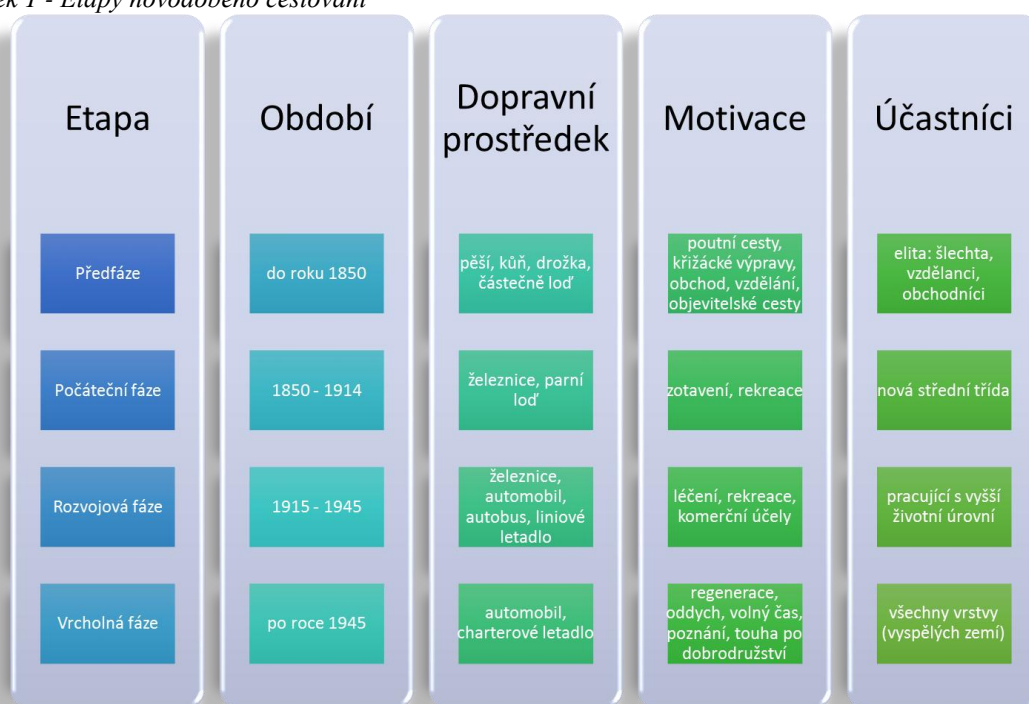 1 - Etapy novodobého cestování
Etapa
Období
Dopravní
prostředek
Motivace
Účastníci
Předfáze
do roku 1850
pěší, kůň, drožka,
částečně loď
poutní cesty,
křižácké výpravy,
obchod, vzdělání,
objevitelské cesty
elita: šlechta,
vzdělanci,
obchodníci
Počáteční fáze
1850 - 1914
železnice, parní
loď
zotavení, rekreace
nová střední třída
Rozvojová fáze
1915 - 1945
železnice,
automobil,
autobus, liniové
letadlo
léčení, rekreace,
komerční účely
pracující s vyšší
životní úrovní
Vrcholná fáze
po roce 1945
automobil,
charterové letadlo
regenerace,
oddych, volný čas,
poznání, touha po
dobrodružství
všechny vrstvy
(vyspělých zemí)